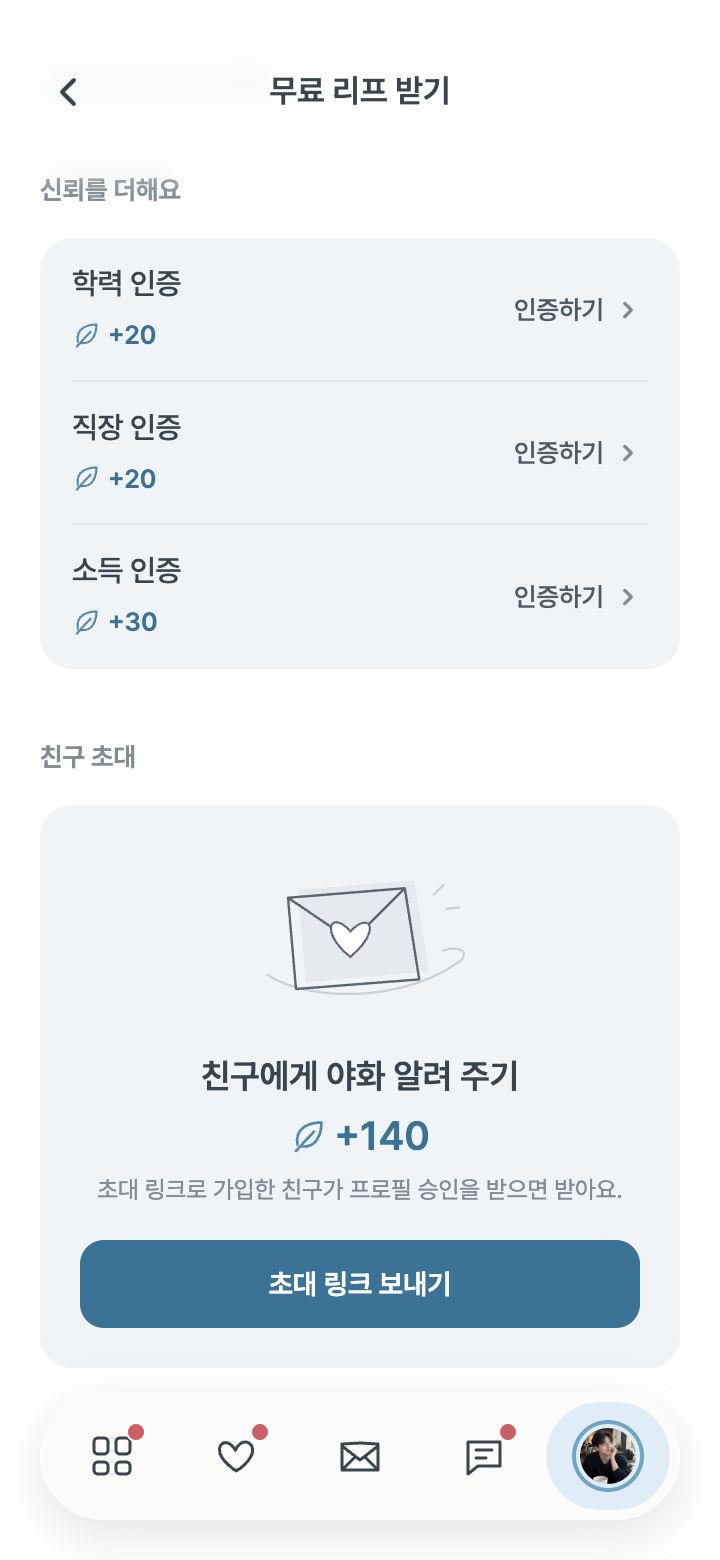 무료 리프 받기
신뢰를 더해요
학력 인증
+20
인증하기
직장 인증
+20
인증하기
소득 인증
+30
인증하기
친구 초대
친구에게 야화 알려 주기
+140
초대 링크로 가입한 친구가 프로필 승인을 받으면 받아요.
초대 링크 보내기